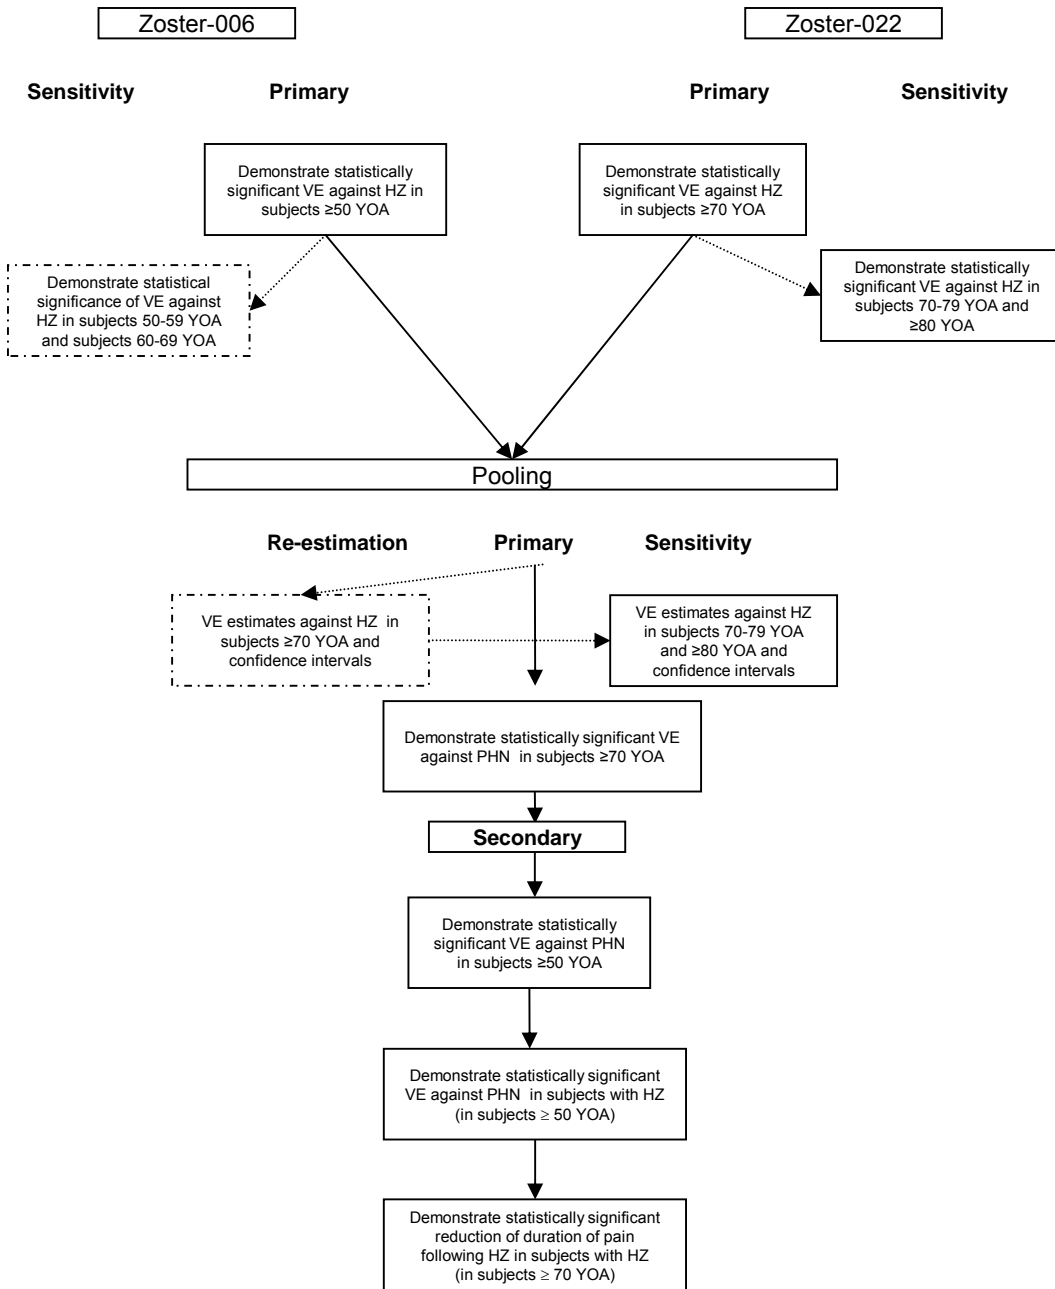 Zoster-006
Zoster-022
Sensitivity
Primary
Primary
Sensitivity
Demonstrate statistically
significant VE against HZ in
subjects ≥50 YOA
Demonstrate statistically
significant VE against HZ
in subjects ≥70 YOA
Demonstrate statistical
significance of VE against
HZ in subjects 50-59 YOA
and subjects 60-69 YOA
Demonstrate statistically
significant VE against HZ in
subjects 70-79 YOA and
≥80 YOA
Pooling
Re-estimation
Primary
Sensitivity
VE estimates against HZ in
subjects ≥70 YOA and
confidence intervals
VE estimates against HZ
in subjects 70-79 YOA
and ≥80 YOA and
confidence intervals
Demonstrate statistically significant VE
against PHN in subjects ≥70 YOA
Secondary
Demonstrate statistically
significant VE against PHN
in subjects ≥50 YOA
Demonstrate statistically significant
VE against PHN in subjects with HZ
(in subjects ≥ 50 YOA)
Demonstrate statistically significant
reduction of duration of pain
following HZ in subjects with HZ
(in subjects ≥ 70 YOA)